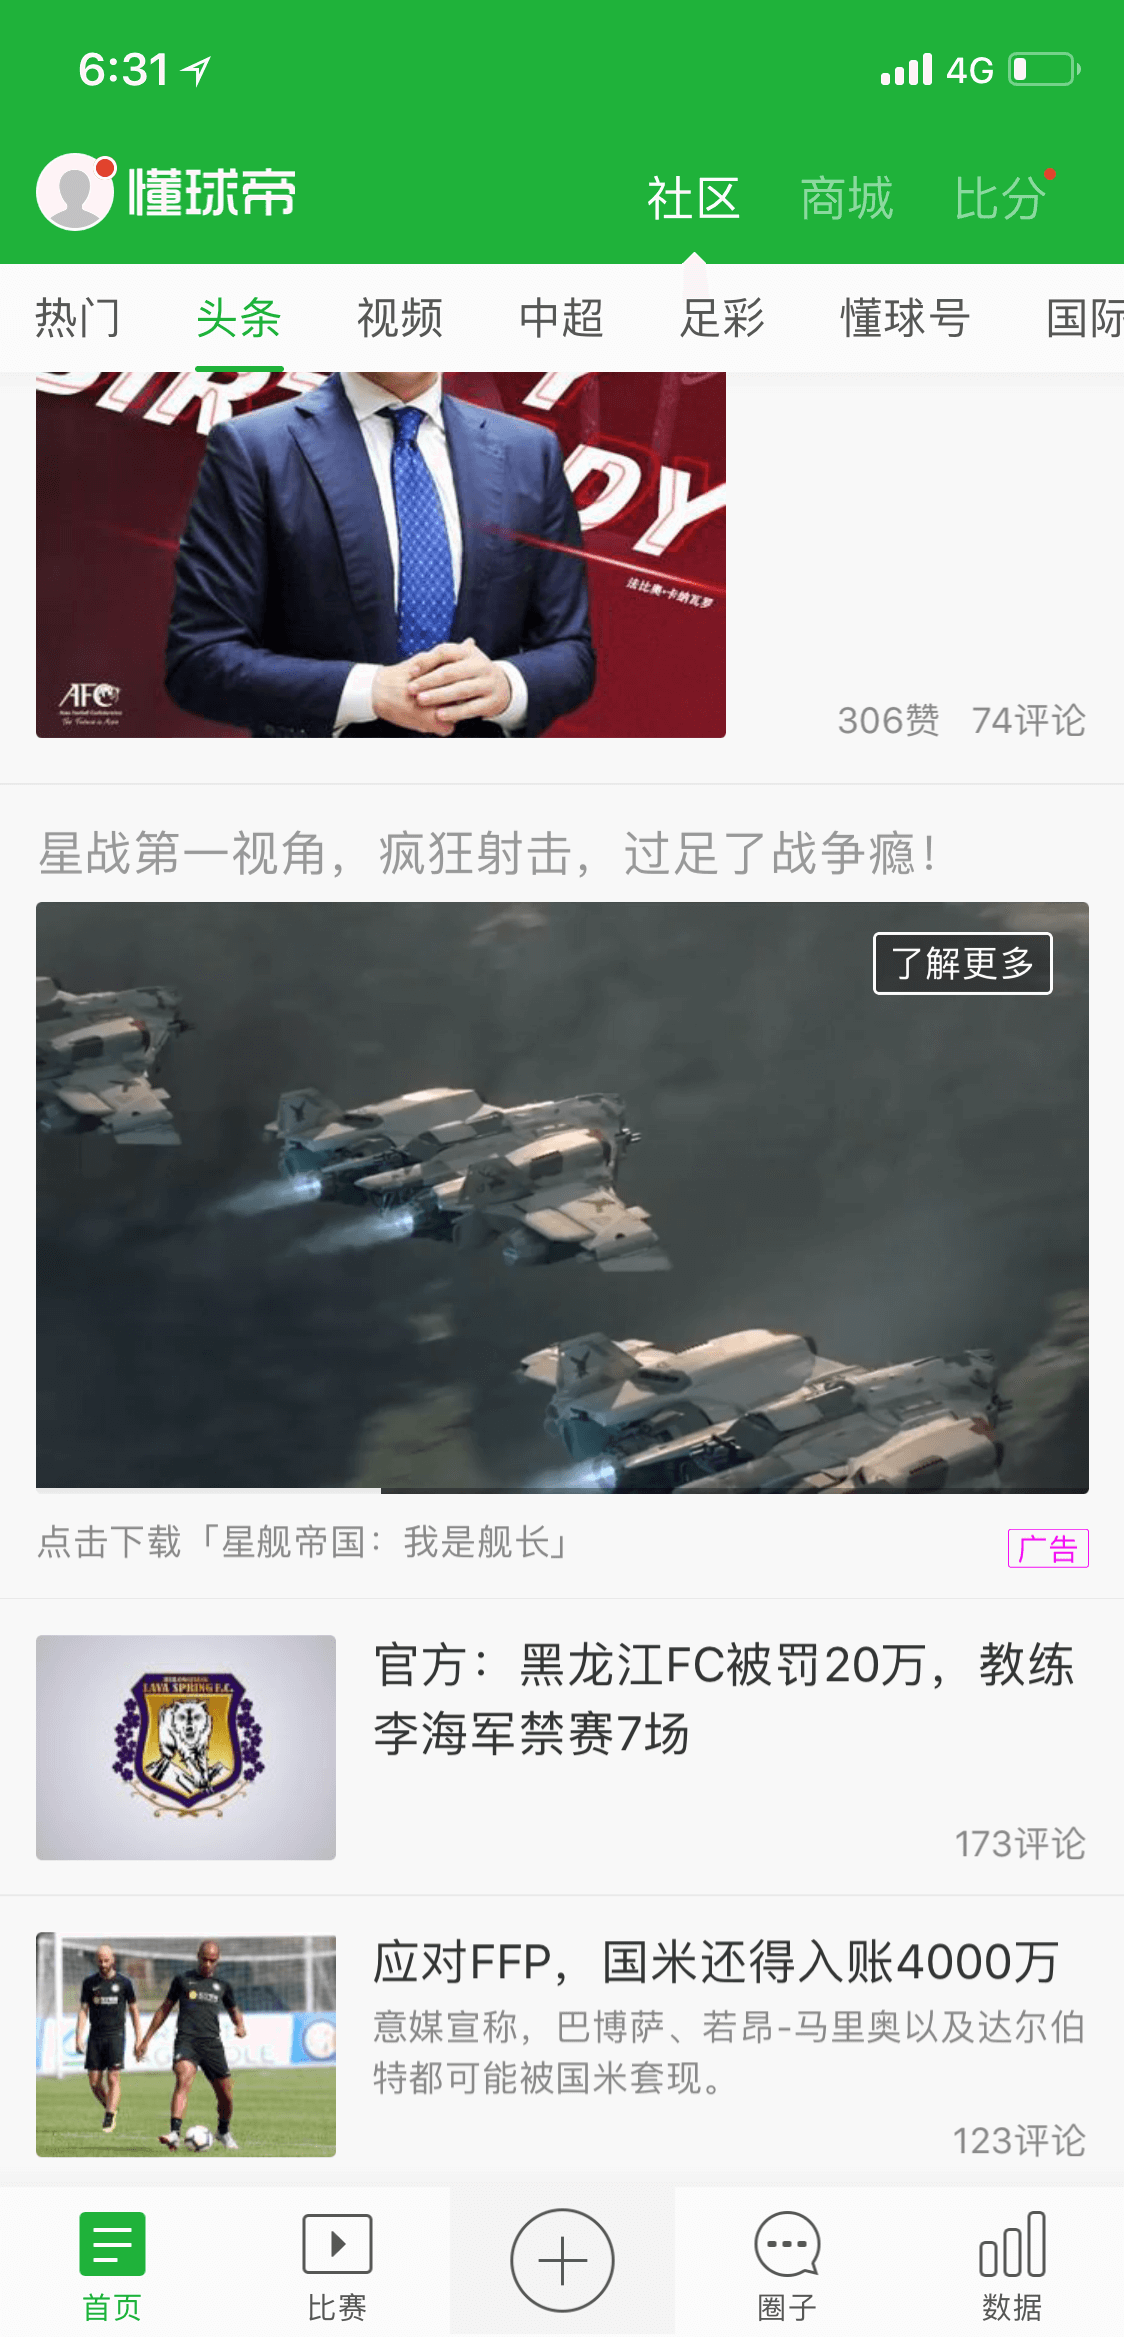 6:31
4G
懂球帝
社区 商城 比分
热门 头条 视频 中超 足彩 懂球号 国际
DY
法比奥·卡纳瓦罗
AFC
306赞 74评论
星战第一视角，疯狂射击，过足了战争瘾！
了解更多
点击下载「星舰帝国：我是舰长」
广告
LAVA SPRING F.C.
官方：黑龙江FC被罚20万，教练
李海军禁赛7场
173评论
应对FFP，国米还得入账4000万
意媒宣称，巴博萨、若昂-马里奥以及达尔伯
特都可能被国米套现。
123评论
首页 比赛 圈子 数据